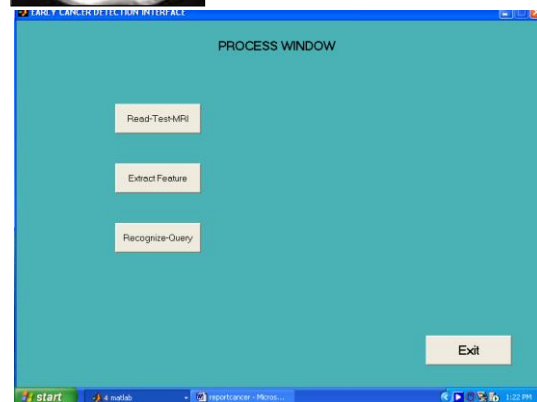 EARLY CANCER DETECTION INTERFACE
PROCESS WINDOW
Read-Test-MRI
Extract Feature
Recognize-Query
Exit
start
4 matlab
reportcancer - Micros...
1:22 PM